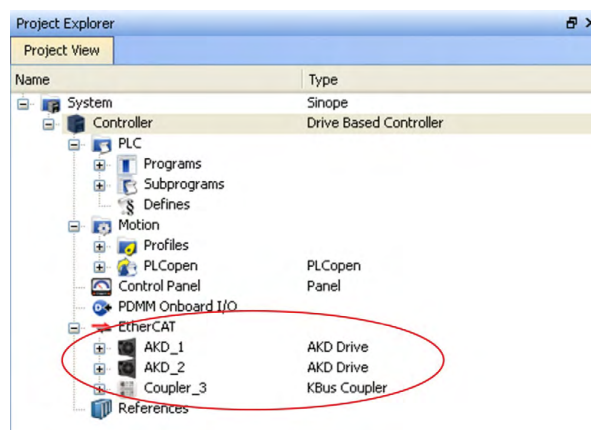 Project Explorer
Project View
Name Type
System Sinope
Controller Drive Based Controller
PLC
Programs
Subprograms
Defines
Motion
Profiles
PLCopen PLCopen
Control Panel Panel
PDMM Onboard I/O
EtherCAT
AKD_1 AKD Drive
AKD_2 AKD Drive
Coupler_3 KBus Coupler
References